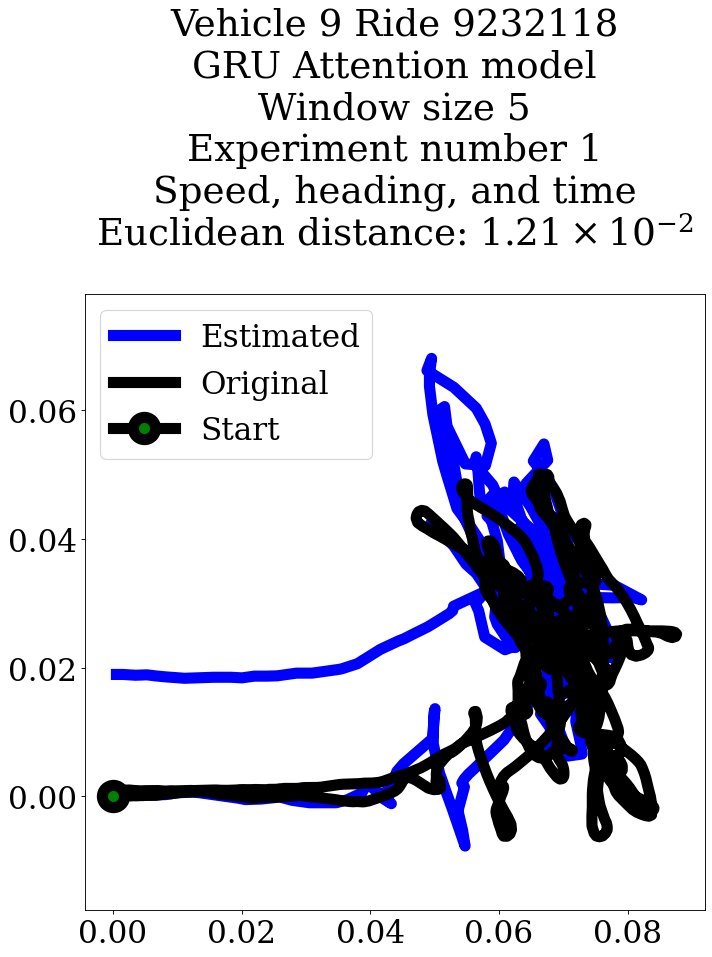 Vehicle 9 Ride 9232118
GRU Attention model
Window size 5
Experiment number 1
Speed, heading, and time
Euclidean distance: 1.21 × 10⁻²
Estimated
Original
Start
0.06
0.04
0.02
0.00
0.00 0.02 0.04 0.06 0.08